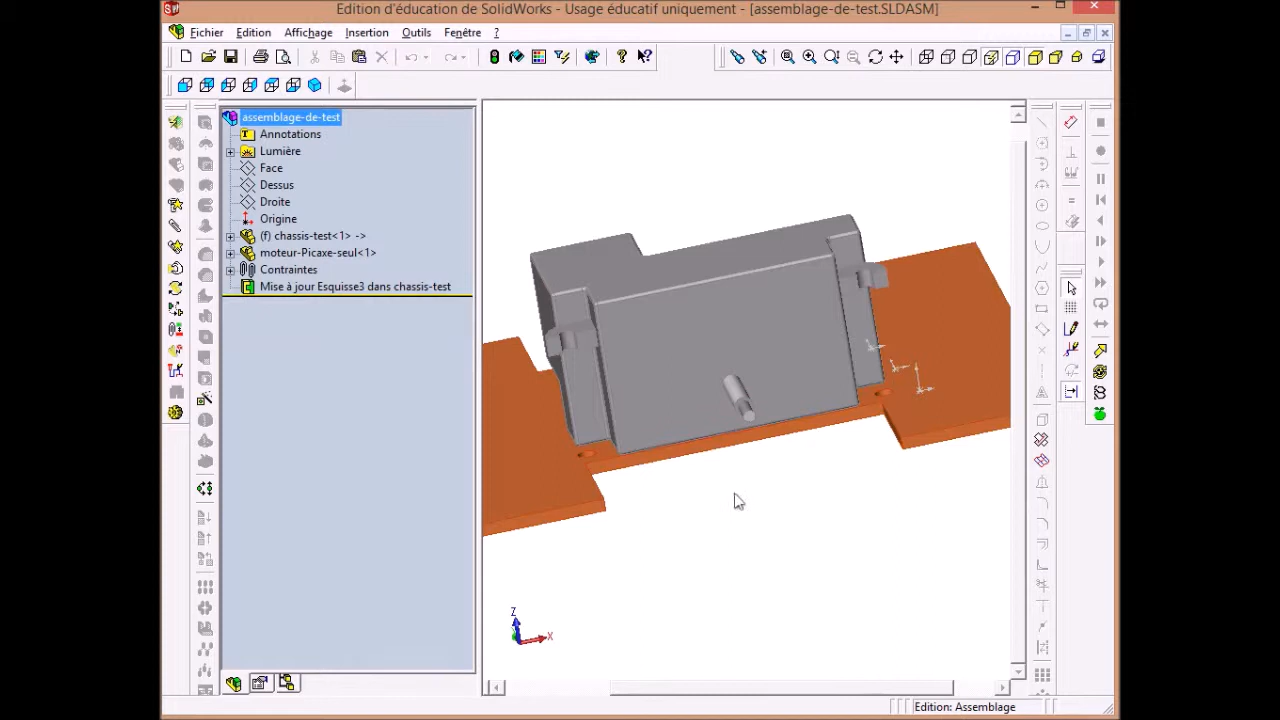 Edition d'éducation de SolidWorks - Usage éducatif uniquement - [assemblage-de-test.SLDASM]
Fichier Edition Affichage Insertion Outils Fenêtre ?
assemblage-de-test
Annotations
Lumière
Face
Dessus
Droite
Origine
(f) chassis-test<1> ->
moteur-Picaxe-seul<1>
Contraintes
Mise à jour Esquisse3 dans chassis-test
Z
X
Edition: Assemblage